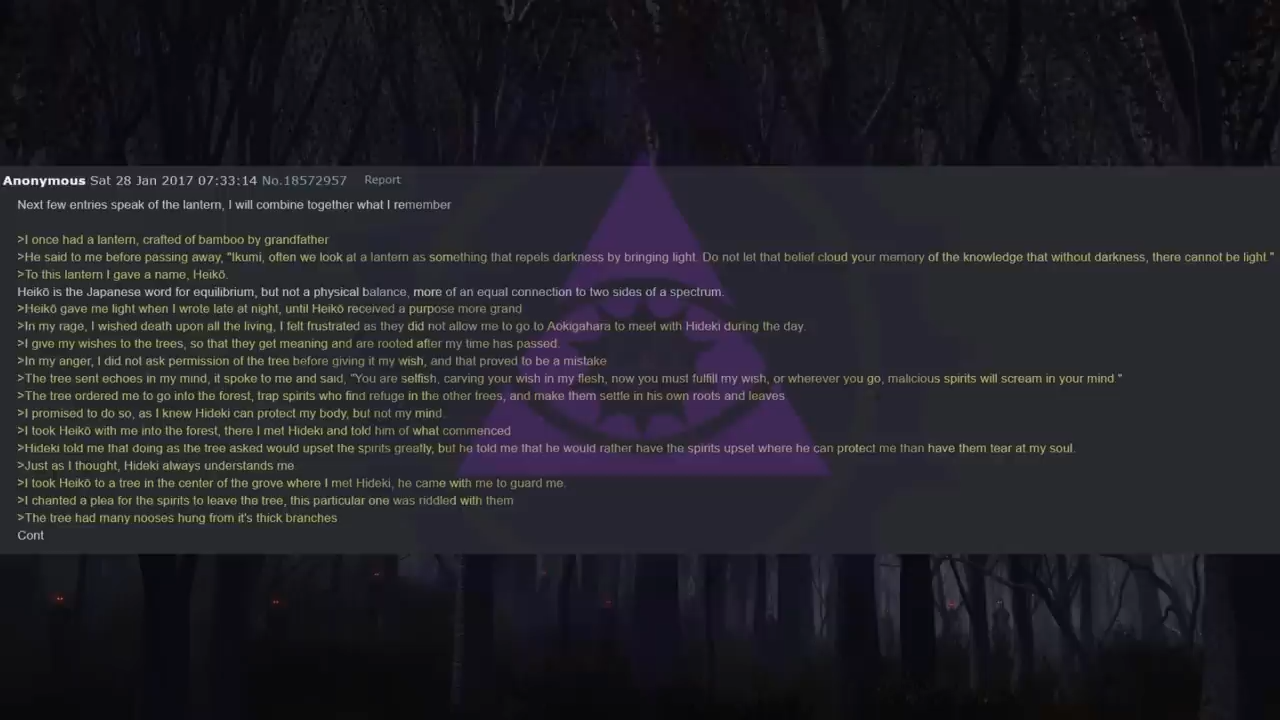 Anonymous Sat 28 Jan 2017 07:33:14 No.18572957 Report
Next few entries speak of the lantern, I will combine together what I remember
>I once had a lantern, crafted of bamboo by grandfather
>He said to me before passing away, "Ikumi, often we look at a lantern as something that repels darkness by bringing light. Do not let that belief cloud your memory of the knowledge that without darkness, there cannot be light."
>To this lantern I gave a name, Heikō.
Heikō is the Japanese word for equilibrium, but not a physical balance, more of an equal connection to two sides of a spectrum.
>Heikō gave me light when I wrote late at night, until Heikō received a purpose more grand
>In my rage, I wished death upon all the living, I felt frustrated as they did not allow me to go to Aokigahara to meet with Hideki during the day.
>I give my wishes to the trees, so that they get meaning and are rooted after my time has passed.
>In my anger, I did not ask permission of the tree before giving it my wish, and that proved to be a mistake
>The tree sent echoes in my mind, it spoke to me and said, "You are selfish, carving your wish in my flesh, now you must fulfill my wish, or wherever you go, malicious spirits will scream in your mind "
>The tree ordered me to go into the forest, trap spirits who find refuge in the other trees, and make them settle in his own roots and leaves
>I promised to do so, as I knew Hideki can protect my body, but not my mind.
>I took Heikō with me into the forest, there I met Hideki and told him of what commenced
>Hideki told me that doing as the tree asked would upset the spirits greatly, but he told me that he would rather have the spirits upset where he can protect me than have them tear at my soul.
>Just as I thought, Hideki always understands me
>I took Heikō to a tree in the center of the grove where I met Hideki, he came with me to guard me.
>I chanted a plea for the spirits to leave the tree, this particular one was riddled with them
>The tree had many nooses hung from it's thick branches
Cont